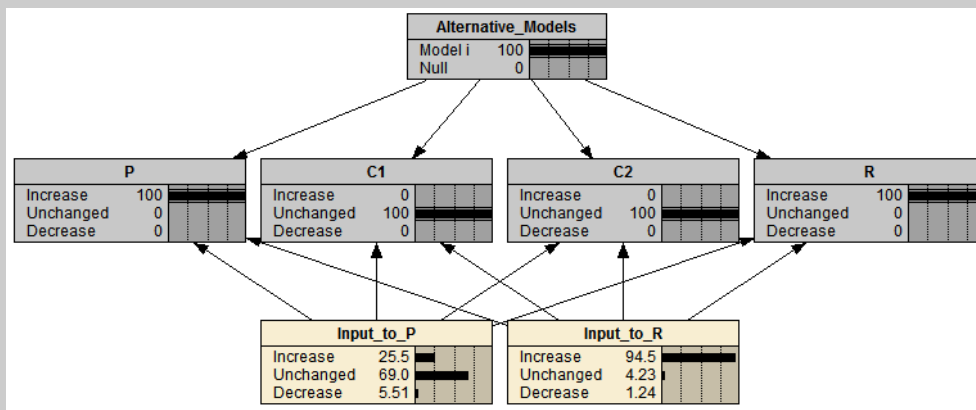 Alternative_Models
Model i 100
Null 0
P
Increase 100
Unchanged 0
Decrease 0
C1
Increase 0
Unchanged 100
Decrease 0
C2
Increase 0
Unchanged 100
Decrease 0
R
Increase 100
Unchanged 0
Decrease 0
Input_to_P
Increase 25.5
Unchanged 69.0
Decrease 5.51
Input_to_R
Increase 94.5
Unchanged 4.23
Decrease 1.24